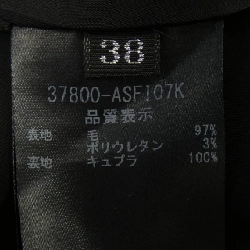 38
37800-ASFI07K
品質表示
表地 毛 97%
ポリウレタン 3%
裏地 キュプラ 100%